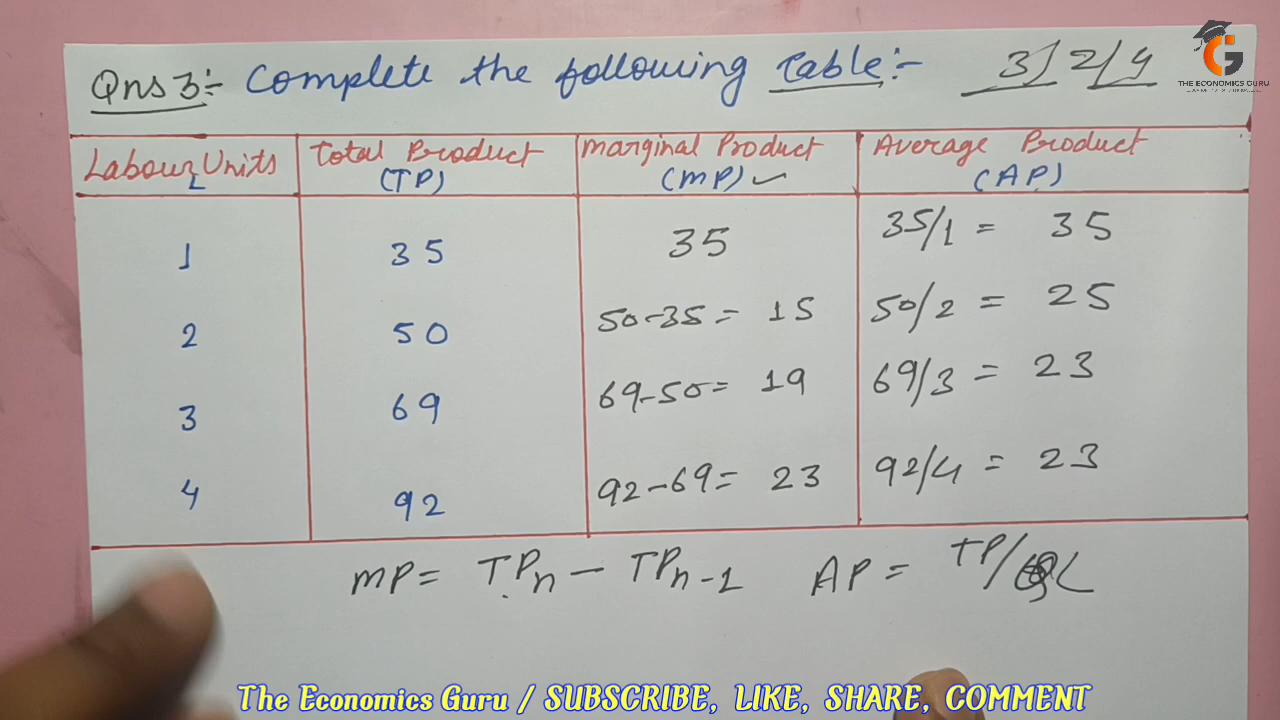 Qns 3:- Complete the following Table:- 3/2/4
THE ECONOMICS GURU
Labour Units Total Product Marginal Product Average Product
L (TP) (MP) ✓ (AP)
1 35 35 35/1 = 35
2 50 50-35 = 15 50/2 = 25
3 69 69-50 = 19 69/3 = 23
4 92 92-69 = 23 92/4 = 23
MP = TPn - TPn-1 AP = TP/L
The Economics Guru / SUBSCRIBE, LIKE, SHARE, COMMENT